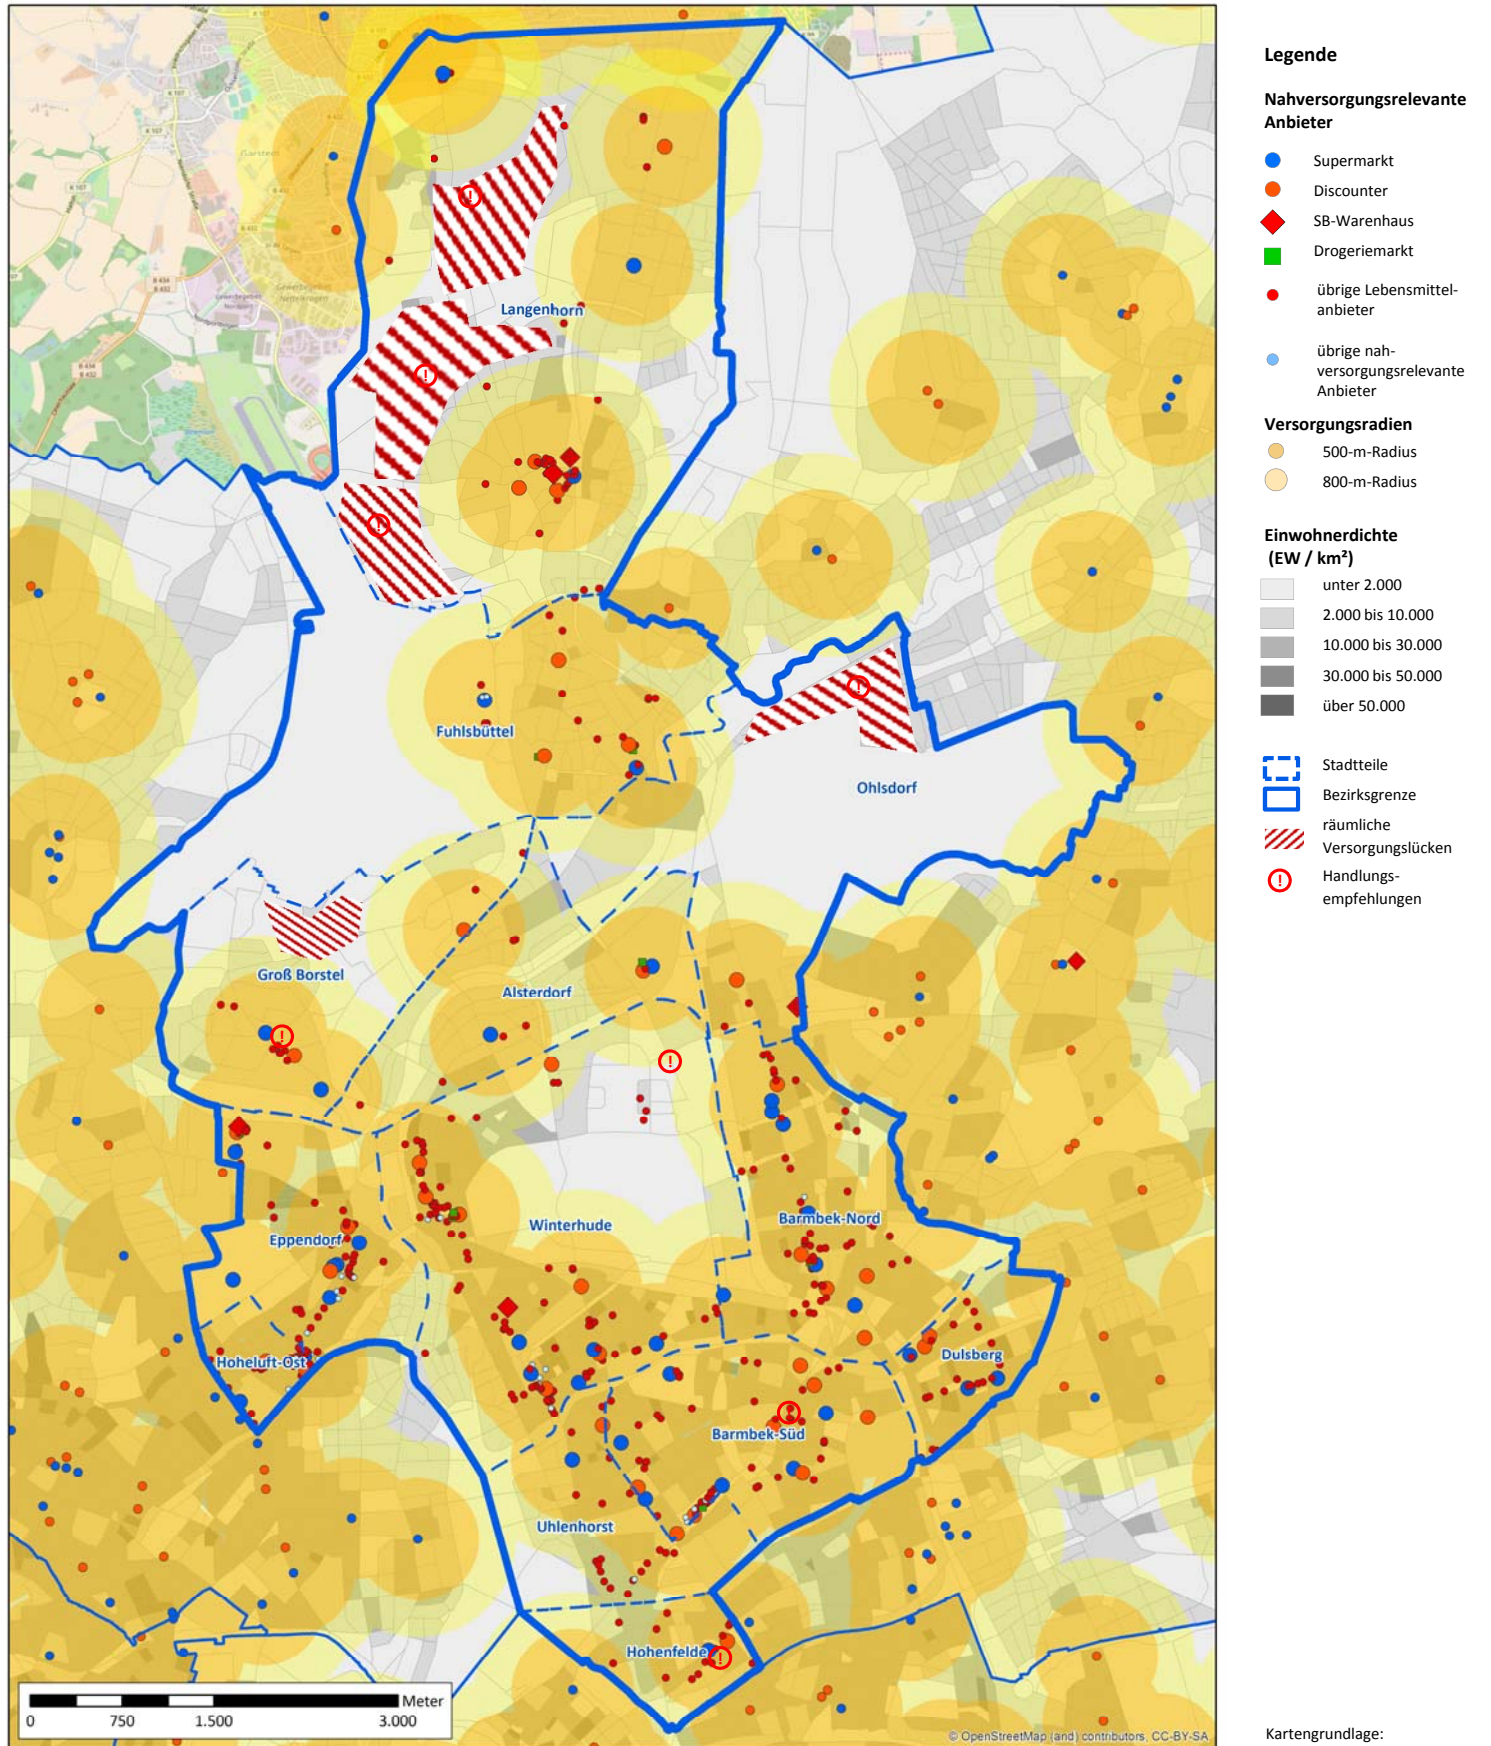 Legende
Nahversorgungsrelevante
Anbieter
Supermarkt
Discounter
SB-Warenhaus
Drogeriemarkt
übrige Lebensmittel-
anbieter
übrige nah-
versorgungsrelevante
Anbieter
Versorgungsradien
500-m-Radius
800-m-Radius
Einwohnerdichte
(EW / km²)
unter 2.000
2.000 bis 10.000
10.000 bis 30.000
30.000 bis 50.000
über 50.000
Stadtteile
Bezirksgrenze
räumliche
Versorgungslücken
Handlungs-
empfehlungen
Kartengrundlage:
Langenhorn
Fuhlsbüttel
Ohlsdorf
Groß Borstel
Alsterdorf
Winterhude
Barmbek-Nord
Eppendorf
Hoheluft-Ost
Dulsberg
Barmbek-Süd
Uhlenhorst
Hohenfelde
Meter
0 750 1.500 3.000
© OpenStreetMap (and) contributors, CC-BY-SA